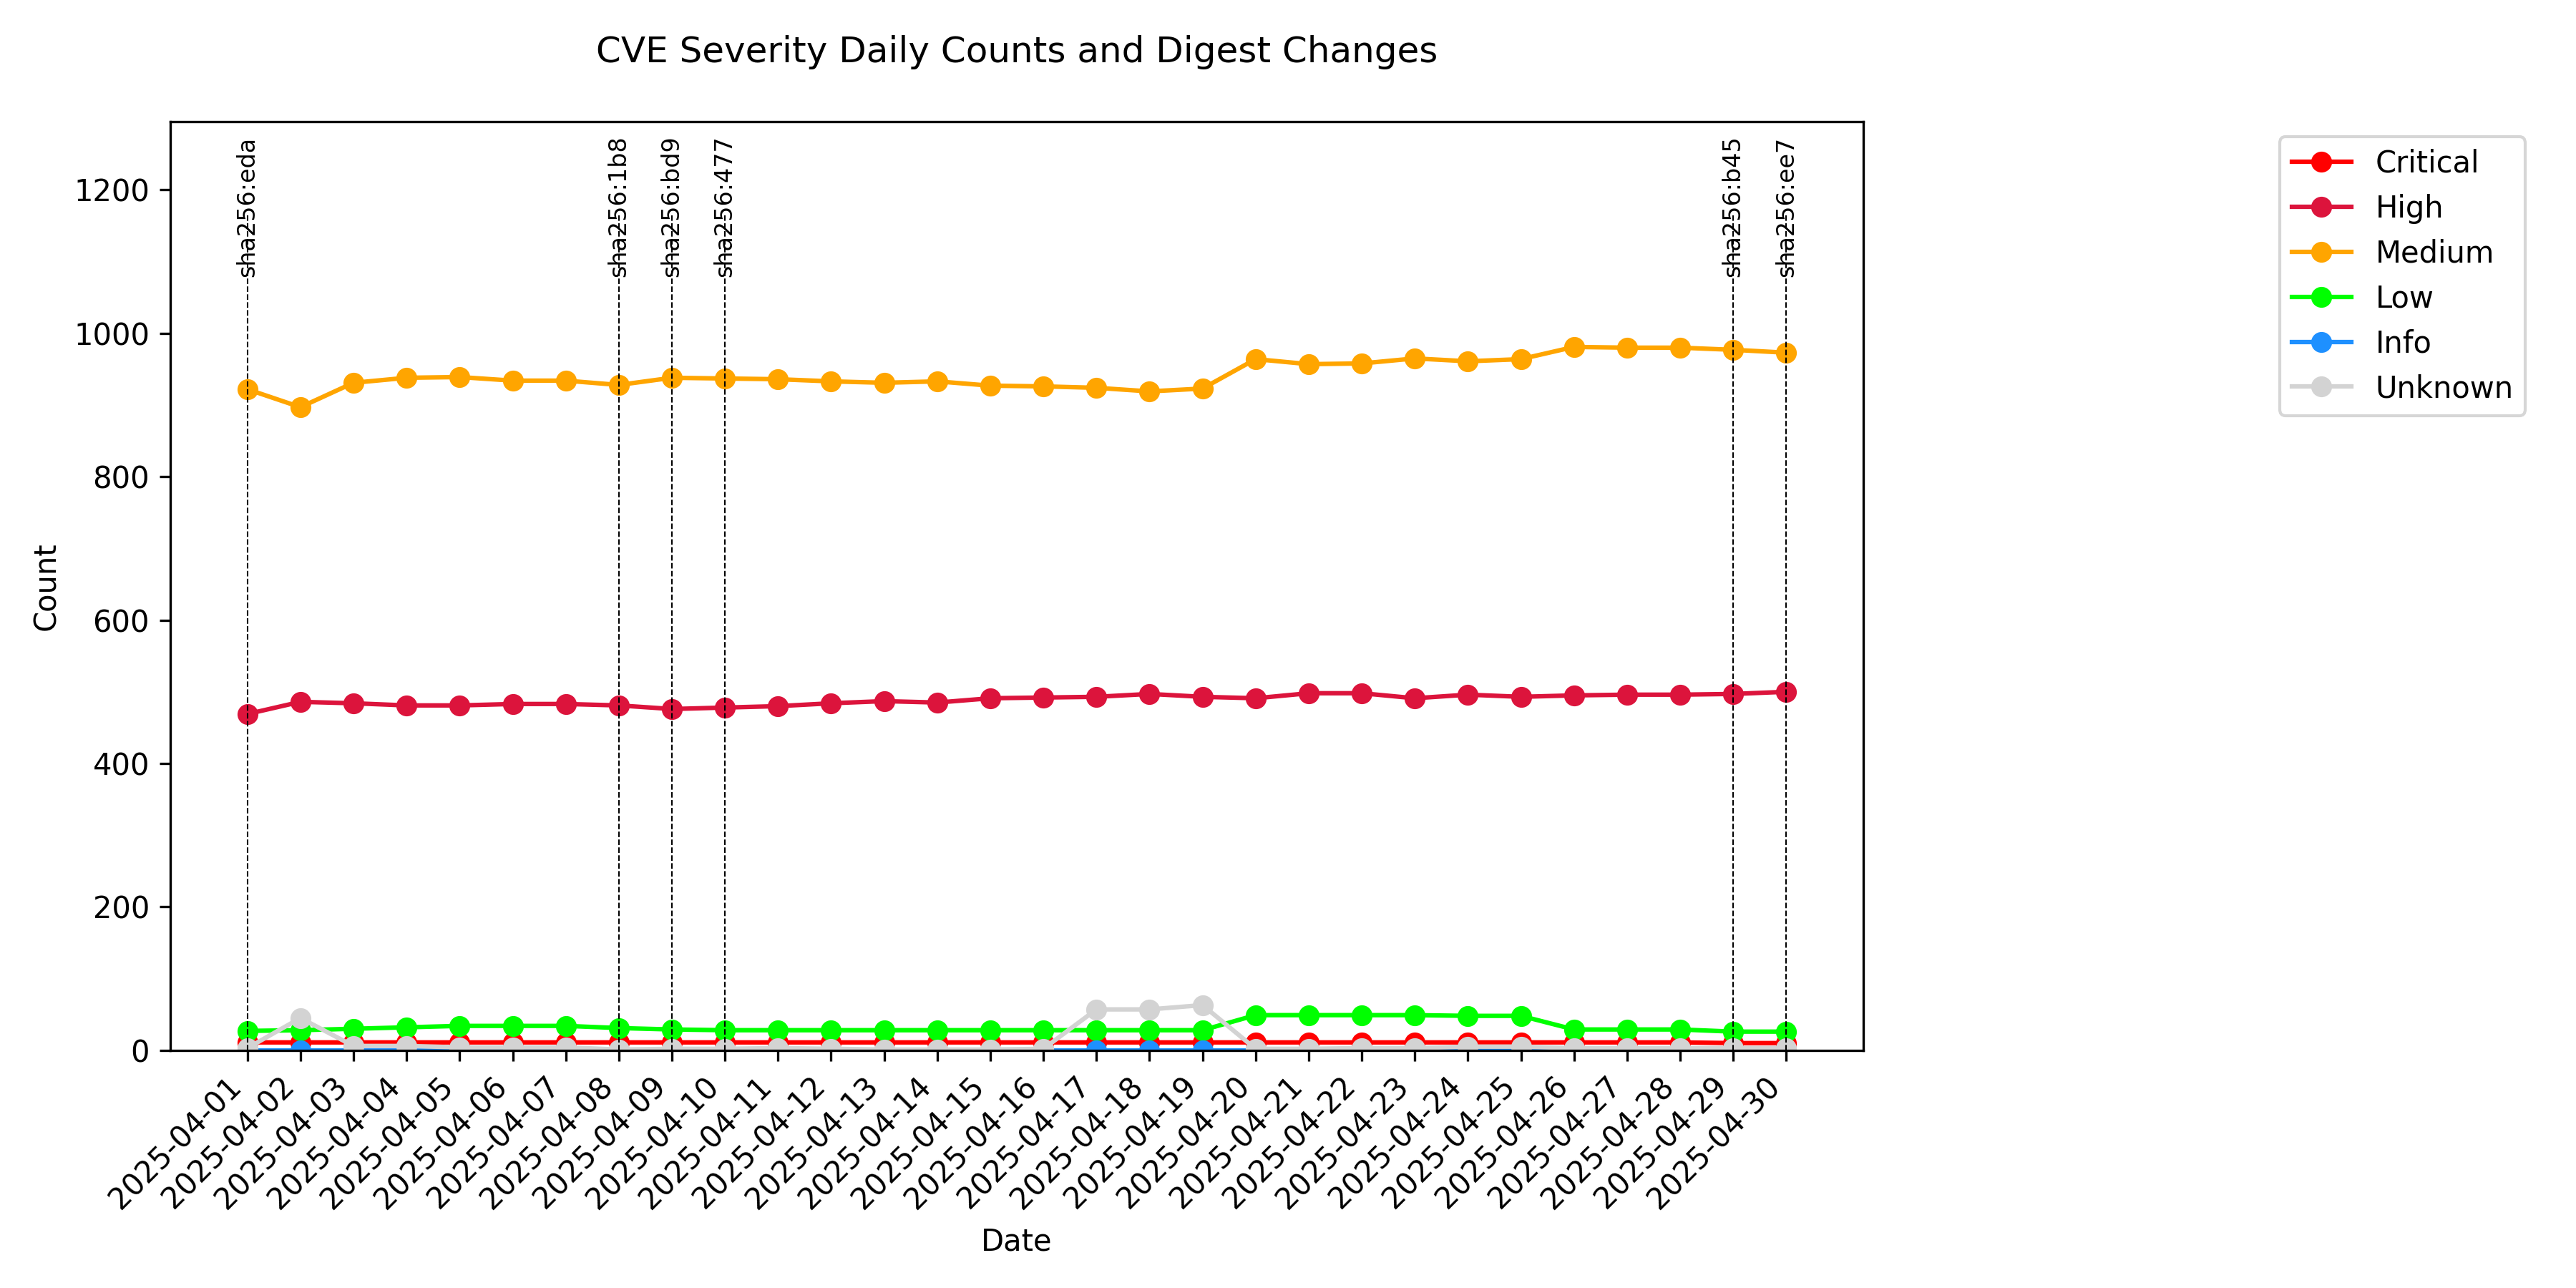 CVE Severity Daily Counts and Digest Changes
sha256:eda
sha256:1b8
sha256:bd9
sha256:477
sha256:b45
sha256:ee7
Critical
High
Medium
Low
Info
Unknown
1200
1000
800
600
400
200
0
Count
2025-04-01
2025-04-02
2025-04-03
2025-04-04
2025-04-05
2025-04-06
2025-04-07
2025-04-08
2025-04-09
2025-04-10
2025-04-11
2025-04-12
2025-04-13
2025-04-14
2025-04-15
2025-04-16
2025-04-17
2025-04-18
2025-04-19
2025-04-20
2025-04-21
2025-04-22
2025-04-23
2025-04-24
2025-04-25
2025-04-26
2025-04-27
2025-04-28
2025-04-29
2025-04-30
Date